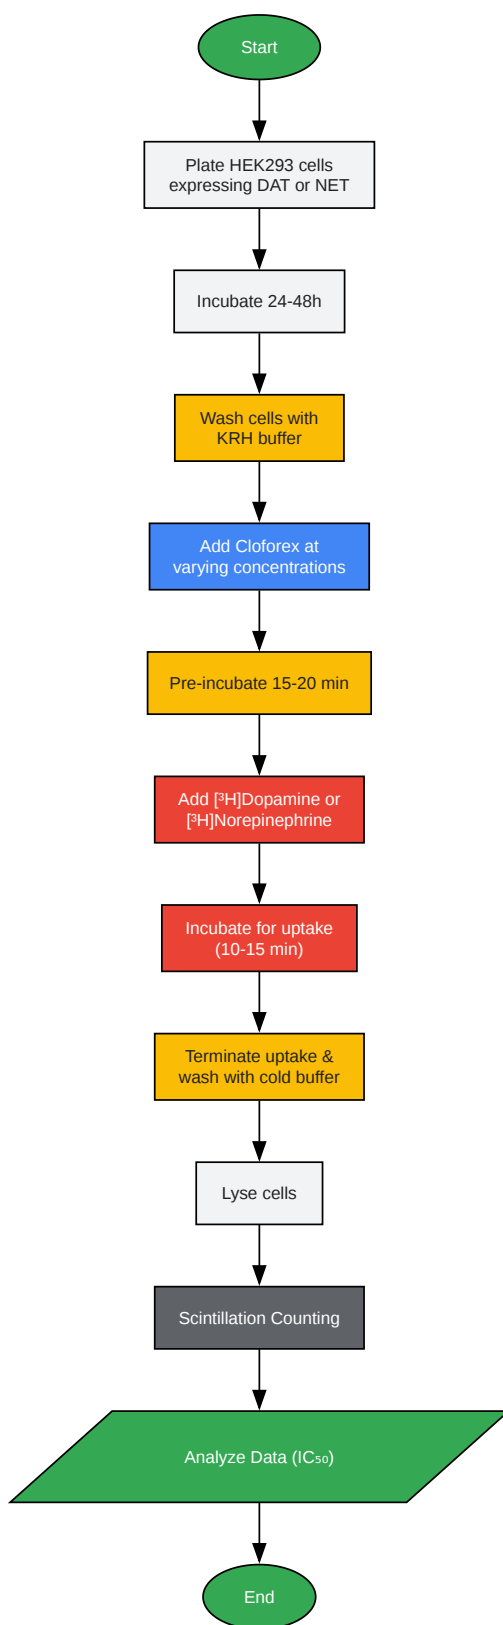 Start
Plate HEK293 cells
expressing DAT or NET
Incubate 24-48h
Wash cells with
KRH buffer
Add Cloforex at
varying concentrations
Pre-incubate 15-20 min
Add [³H]Dopamine or
[³H]Norepinephrine
Incubate for uptake
(10-15 min)
Terminate uptake &
wash with cold buffer
Lyse cells
Scintillation Counting
Analyze Data (IC₅₀)
End